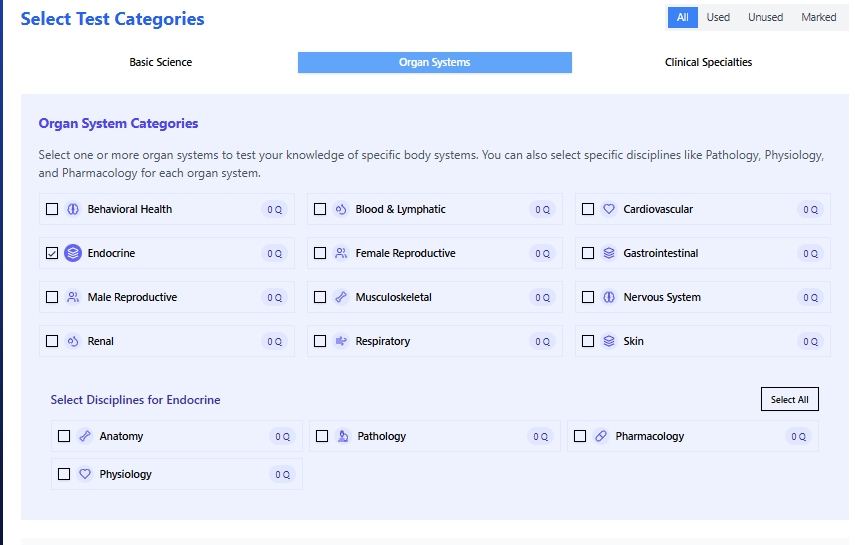 Select Test Categories
All Used Unused Marked
Basic Science Organ Systems Clinical Specialties
Organ System Categories
Select one or more organ systems to test your knowledge of specific body systems. You can also select specific disciplines like Pathology, Physiology,
and Pharmacology for each organ system.
Behavioral Health 0 Q Blood & Lymphatic 0 Q Cardiovascular 0 Q
Endocrine 0 Q Female Reproductive 0 Q Gastrointestinal 0 Q
Male Reproductive 0 Q Musculoskeletal 0 Q Nervous System 0 Q
Renal 0 Q Respiratory 0 Q Skin 0 Q
Select Disciplines for Endocrine Select All
Anatomy 0 Q Pathology 0 Q Pharmacology 0 Q
Physiology 0 Q